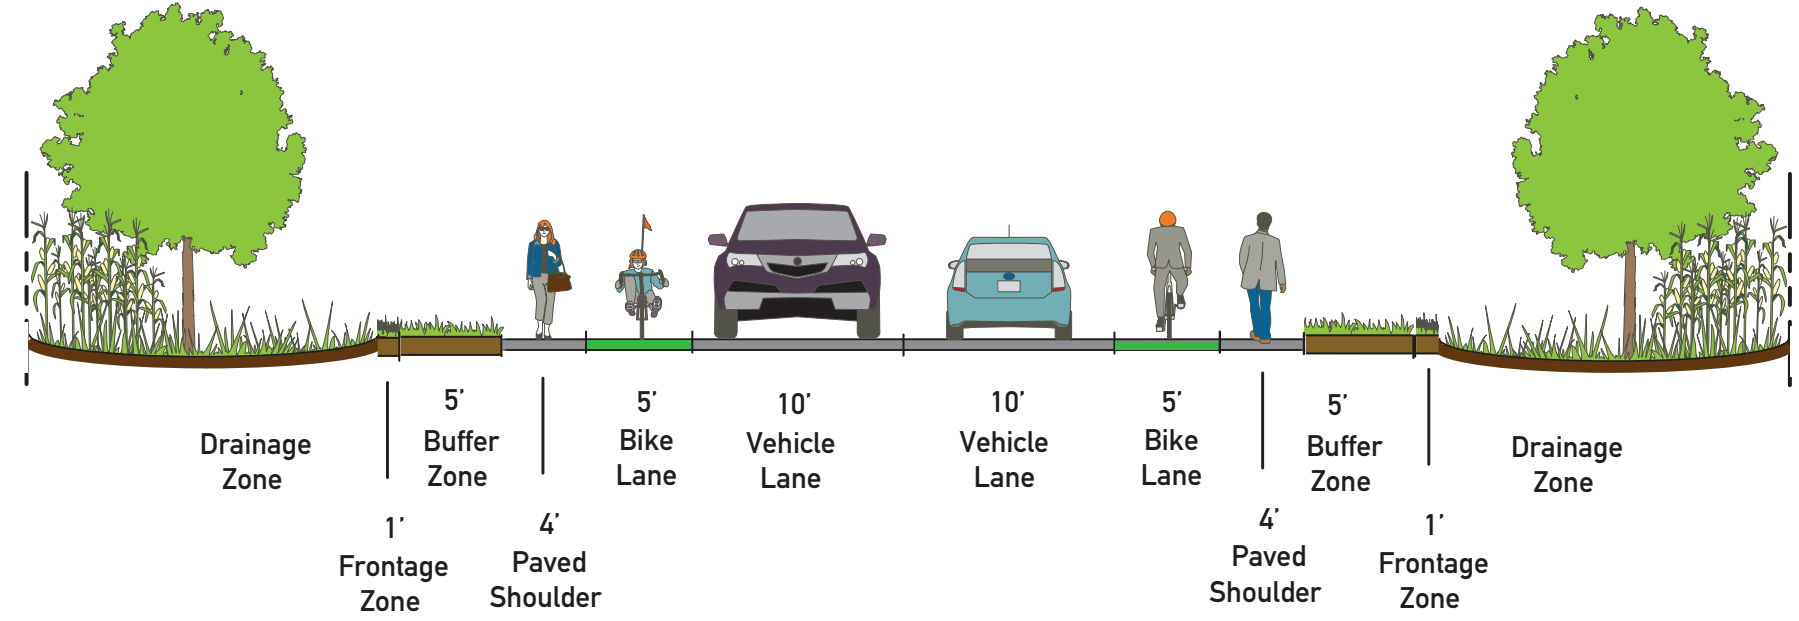 Drainage
Zone
1’
Frontage
Zone
5’
Buffer
Zone
4’
Paved
Shoulder
5’
Bike
Lane
10’
Vehicle
Lane
10’
Vehicle
Lane
5’
Bike
Lane
4’
Paved
Shoulder
5’
Buffer
Zone
1’
Frontage
Zone
Drainage
Zone